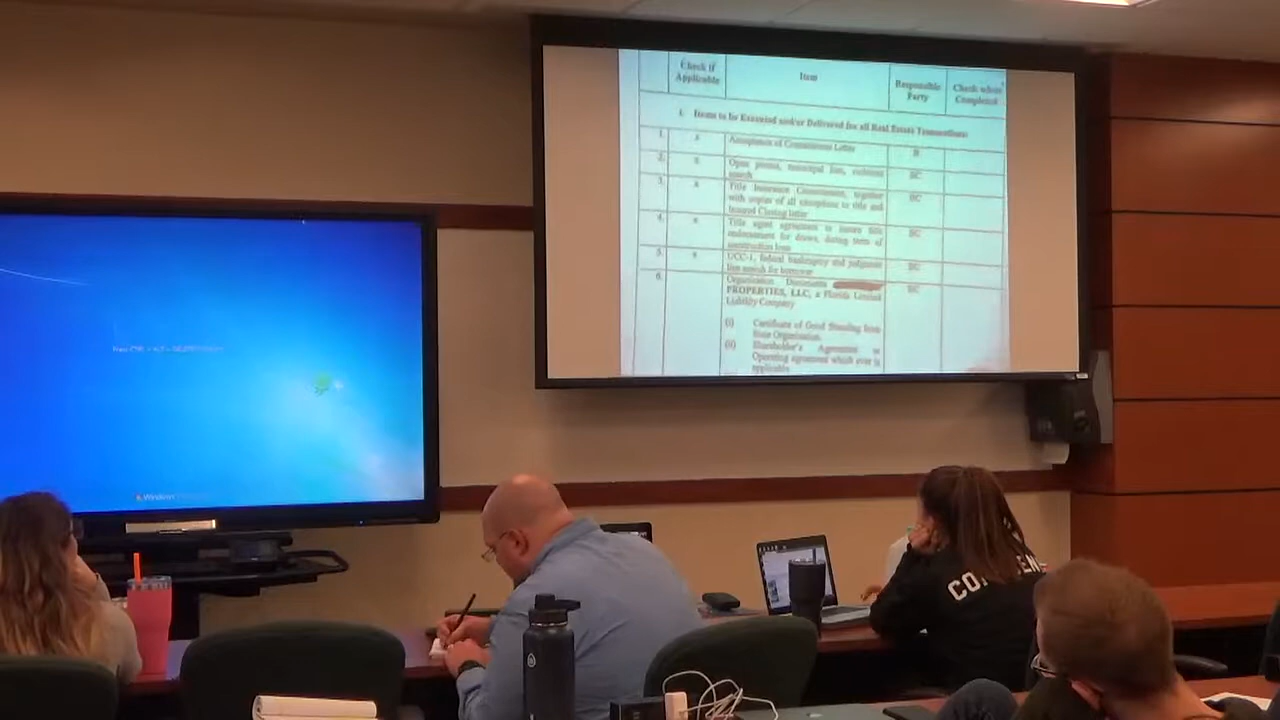 Check if
Applicable
Item
Responsible
Party
Check when
Completed
1. Items to be Executed and/or Delivered for all Real Estate Transactions:
1. x Acceptance of Commitment Letter B
2. x Open permit, municipal lien, violation
search BC
3. x Title Insurance Commitment, together
with copies of all exceptions to title and
Insured Closing letter BC
4. x Title agent agreement to issue title
endorsement for draws, during term of
construction loan BC
5. x UCC-1, federal bankruptcy and judgment
lien search for borrower BC
6. Organization Documents
PROPERTIES, LLC, a Florida Limited
Liability Company BC
(i) Certificate of Good Standing from
State Organization.
(ii) Shareholder's Agreement or
Operating agreement which ever is
applicable
Windows